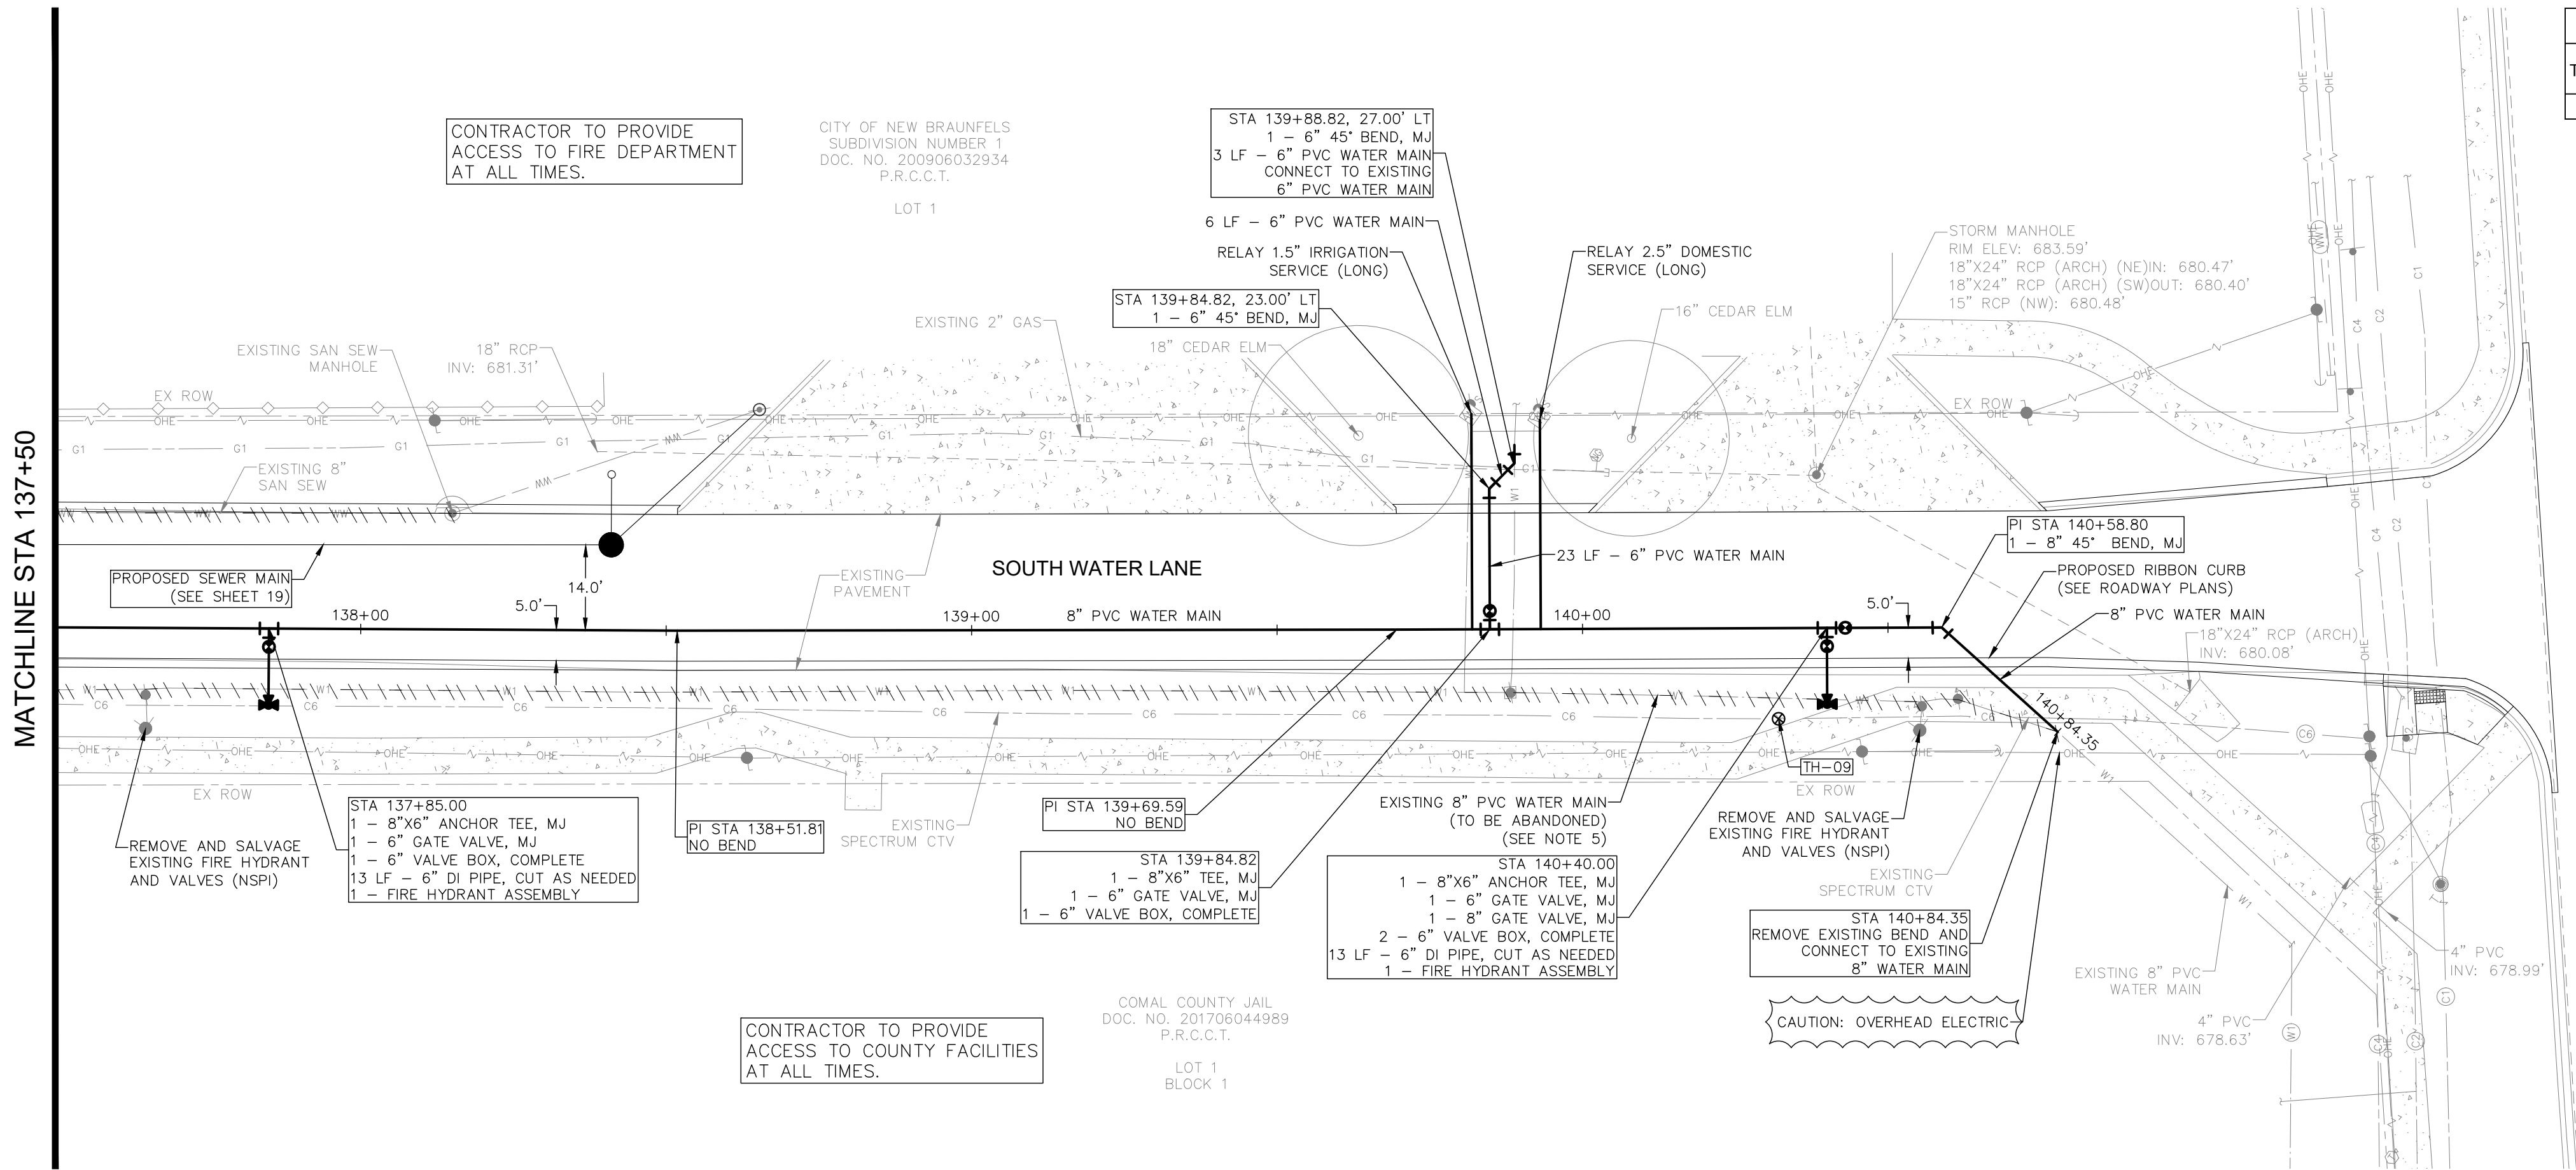 MATCHLINE STA 137+50
CONTRACTOR TO PROVIDE
ACCESS TO FIRE DEPARTMENT
AT ALL TIMES.
CITY OF NEW BRAUNFELS
SUBDIVISION NUMBER 1
DOC. NO. 200906032934
P.R.C.C.T.
LOT 1
STA 139+88.82, 27.00' LT
1 – 6" 45° BEND, MJ
3 LF – 6" PVC WATER MAIN
CONNECT TO EXISTING
6" PVC WATER MAIN
6 LF – 6" PVC WATER MAIN
RELAY 1.5" IRRIGATION
SERVICE (LONG)
STA 139+84.82, 23.00' LT
1 – 6" 45° BEND, MJ
RELAY 2.5" DOMESTIC
SERVICE (LONG)
STORM MANHOLE
RIM ELEV: 683.59'
18"X24" RCP (ARCH) (NE)IN: 680.47'
18"X24" RCP (ARCH) (SW)OUT: 680.40'
15" RCP (NW): 680.48'
16" CEDAR ELM
18" CEDAR ELM
EXISTING 2" GAS
EXISTING SAN SEW
MANHOLE
18" RCP
INV: 681.31'
EX ROW
EX ROW
EXISTING 8"
SAN SEW
PROPOSED SEWER MAIN
(SEE SHEET 19)
14.0'
5.0'
EXISTING
PAVEMENT
SOUTH WATER LANE
23 LF – 6" PVC WATER MAIN
138+00
139+00
8" PVC WATER MAIN
140+00
5.0'
PI STA 140+58.80
1 – 8" 45° BEND, MJ
PROPOSED RIBBON CURB
(SEE ROADWAY PLANS)
8" PVC WATER MAIN
18"X24" RCP (ARCH)
INV: 680.08'
140+84.35
TH-09
EX ROW
EX ROW
REMOVE AND SALVAGE
EXISTING FIRE HYDRANT
AND VALVES (NSPI)
STA 137+85.00
1 – 8"X6" ANCHOR TEE, MJ
1 – 6" GATE VALVE, MJ
1 – 6" VALVE BOX, COMPLETE
13 LF – 6" DI PIPE, CUT AS NEEDED
1 – FIRE HYDRANT ASSEMBLY
PI STA 138+51.81
NO BEND
EXISTING
SPECTRUM CTV
PI STA 139+69.59
NO BEND
STA 139+84.82
1 – 8"X6" TEE, MJ
1 – 6" GATE VALVE, MJ
1 – 6" VALVE BOX, COMPLETE
EXISTING 8" PVC WATER MAIN
(TO BE ABANDONED)
(SEE NOTE 5)
STA 140+40.00
1 – 8"X6" ANCHOR TEE, MJ
1 – 6" GATE VALVE, MJ
1 – 8" GATE VALVE, MJ
2 – 6" VALVE BOX, COMPLETE
13 LF – 6" DI PIPE, CUT AS NEEDED
1 – FIRE HYDRANT ASSEMBLY
REMOVE AND SALVAGE
EXISTING FIRE HYDRANT
AND VALVES (NSPI)
EXISTING
SPECTRUM CTV
STA 140+84.35
REMOVE EXISTING BEND AND
CONNECT TO EXISTING
8" WATER MAIN
CAUTION: OVERHEAD ELECTRIC
EXISTING 8" PVC
WATER MAIN
4" PVC
INV: 678.99'
4" PVC
INV: 678.63'
CONTRACTOR TO PROVIDE
ACCESS TO COUNTY FACILITIES
AT ALL TIMES.
COMAL COUNTY JAIL
DOC. NO. 201706044989
P.R.C.C.T.
LOT 1
BLOCK 1